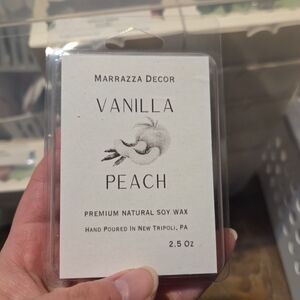 Marrazza Decor
VANILLA
PEACH
Premium Natural Soy Wax
Hand Poured In New Tripoli, PA
2.5 Oz